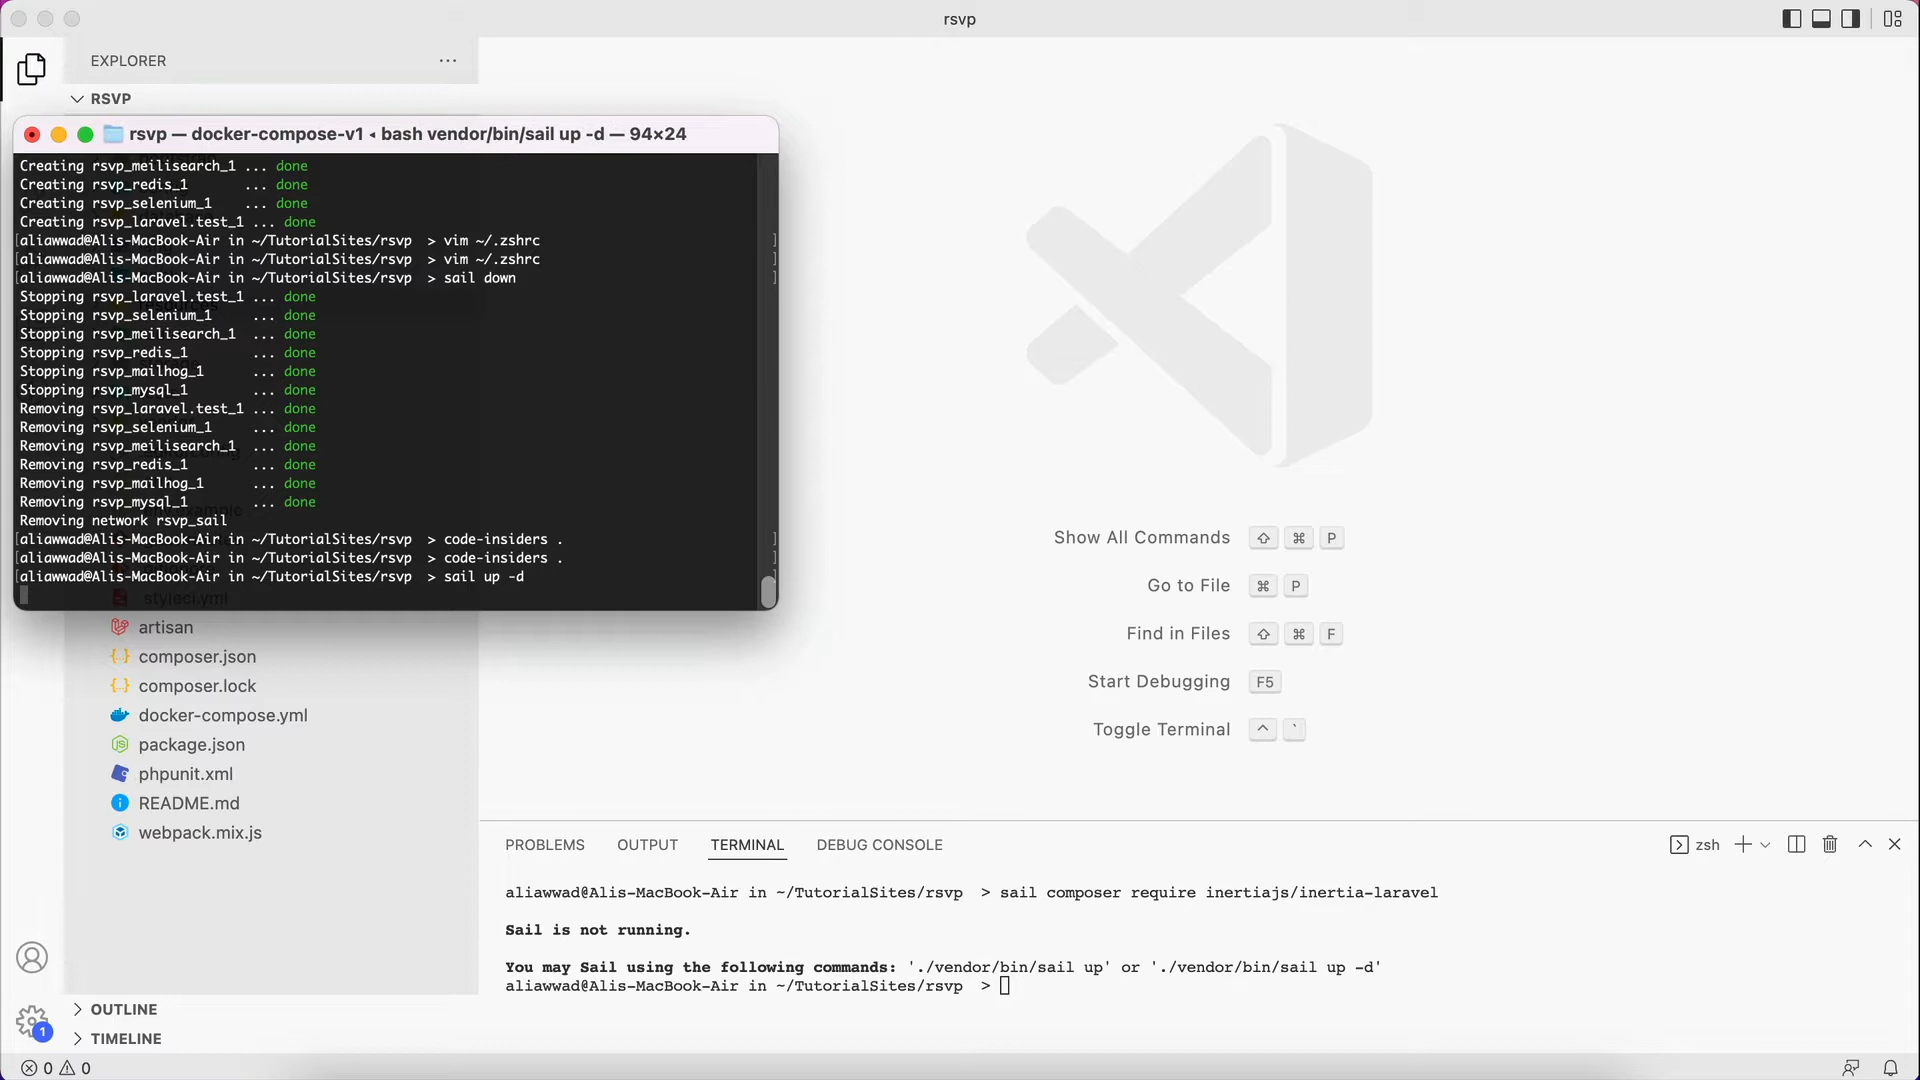 rsvp
EXPLORER
RSVP
rsvp — docker-compose-v1 ◂ bash vendor/bin/sail up -d — 94×24
Creating rsvp_meilisearch_1 ... done
Creating rsvp_redis_1       ... done
Creating rsvp_selenium_1    ... done
Creating rsvp_laravel.test_1 ... done
[aliawwad@Alis-MacBook-Air in ~/TutorialSites/rsvp  > vim ~/.zshrc ]
[aliawwad@Alis-MacBook-Air in ~/TutorialSites/rsvp  > vim ~/.zshrc ]
[aliawwad@Alis-MacBook-Air in ~/TutorialSites/rsvp  > sail down ]
Stopping rsvp_laravel.test_1 ... done
Stopping rsvp_selenium_1     ... done
Stopping rsvp_meilisearch_1  ... done
Stopping rsvp_redis_1        ... done
Stopping rsvp_mailhog_1      ... done
Stopping rsvp_mysql_1        ... done
Removing rsvp_laravel.test_1 ... done
Removing rsvp_selenium_1     ... done
Removing rsvp_meilisearch_1  ... done
Removing rsvp_redis_1        ... done
Removing rsvp_mailhog_1      ... done
Removing rsvp_mysql_1        ... done
Removing network rsvp_sail
[aliawwad@Alis-MacBook-Air in ~/TutorialSites/rsvp  > code-insiders . ]
[aliawwad@Alis-MacBook-Air in ~/TutorialSites/rsvp  > code-insiders . ]
[aliawwad@Alis-MacBook-Air in ~/TutorialSites/rsvp  > sail up -d ]
styleci.yml
artisan
composer.json
composer.lock
docker-compose.yml
package.json
phpunit.xml
README.md
webpack.mix.js
OUTLINE
TIMELINE
Show All Commands ⇧ ⌘ P
Go to File ⌘ P
Find in Files ⇧ ⌘ F
Start Debugging F5
Toggle Terminal ^ `
PROBLEMS OUTPUT TERMINAL DEBUG CONSOLE zsh
aliawwad@Alis-MacBook-Air in ~/TutorialSites/rsvp  > sail composer require inertiajs/inertia-laravel
Sail is not running.
You may Sail using the following commands: './vendor/bin/sail up' or './vendor/bin/sail up -d'
aliawwad@Alis-MacBook-Air in ~/TutorialSites/rsvp  >
1
0 0